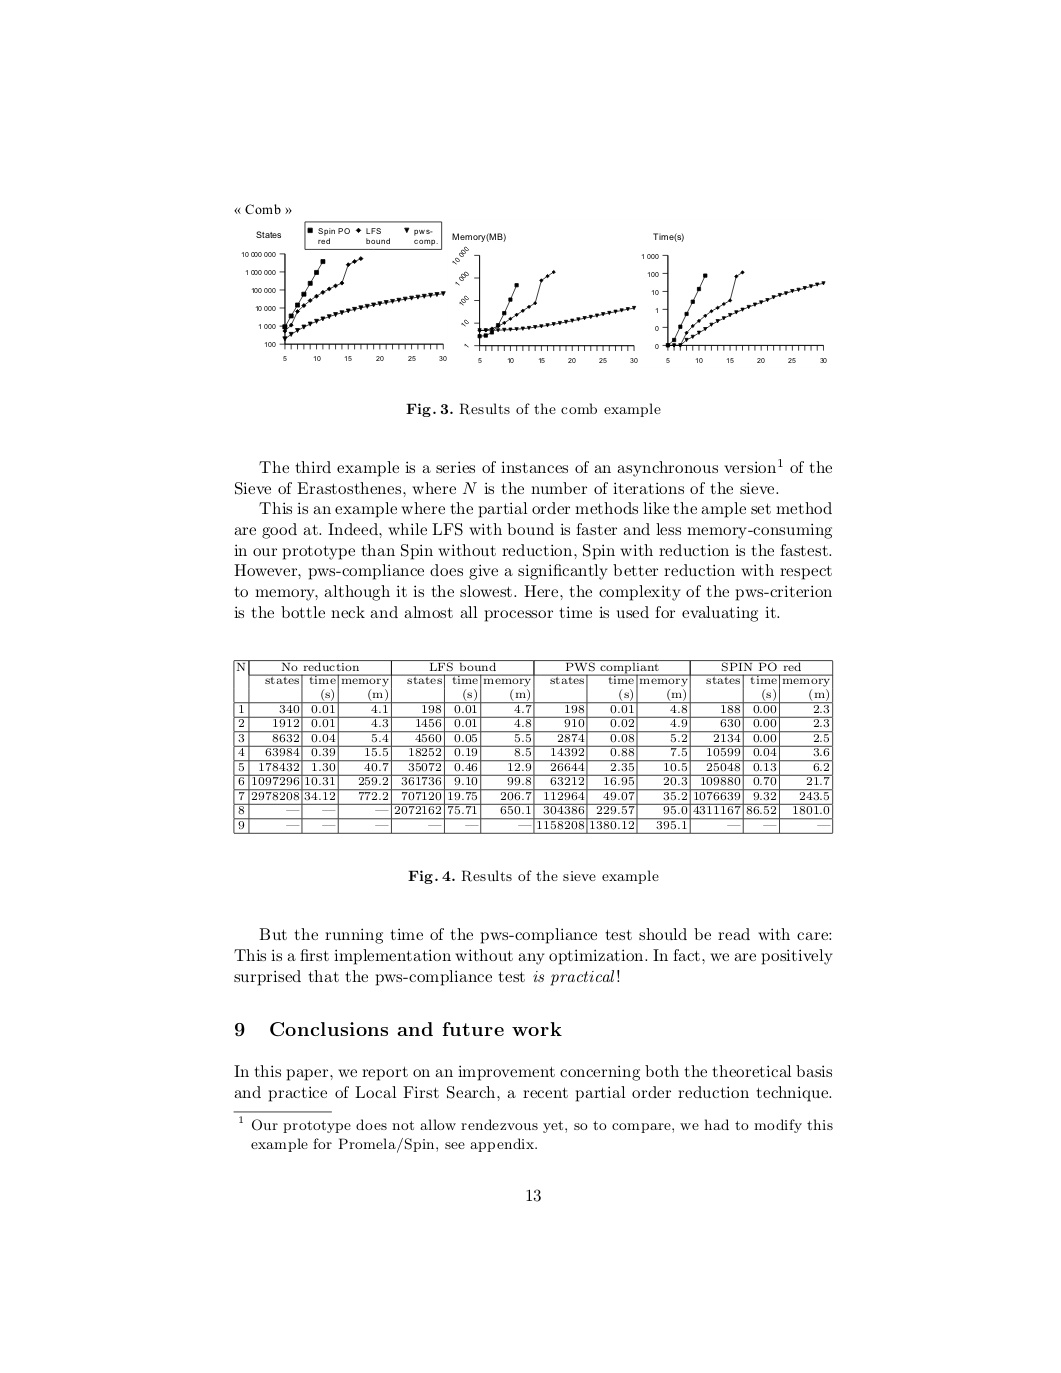 « Comb »
States
Spin PO red
LFS bound
pws-comp.
10 000 000
1 000 000
100 000
10 000
1 000
100
5 10 15 20 25 30
Memory(MB)
10 000
1 000
100
10
1
5 10 15 20 25 30
Time(s)
1 000
100
10
1
0
0
5 10 15 20 25 30
Fig. 3. Results of the comb example
The third example is a series of instances of an asynchronous version1 of the
Sieve of Erastosthenes, where N is the number of iterations of the sieve.
This is an example where the partial order methods like the ample set method
are good at. Indeed, while LFS with bound is faster and less memory-consuming
in our prototype than Spin without reduction, Spin with reduction is the fastest.
However, pws-compliance does give a significantly better reduction with respect
to memory, although it is the slowest. Here, the complexity of the pws-criterion
is the bottle neck and almost all processor time is used for evaluating it.
N No reduction LFS bound PWS compliant SPIN PO red
states time memory states time memory states time memory states time memory
(s) (m) (s) (m) (s) (m) (s) (m)
1 340 0.01 4.1 198 0.01 4.7 198 0.01 4.8 188 0.00 2.3
2 1912 0.01 4.3 1456 0.01 4.8 910 0.02 4.9 630 0.00 2.3
3 8632 0.04 5.4 4560 0.05 5.5 2874 0.08 5.2 2134 0.00 2.5
4 63984 0.39 15.5 18252 0.19 8.5 14392 0.88 7.5 10599 0.04 3.6
5 178432 1.30 40.7 35072 0.46 12.9 26644 2.35 10.5 25048 0.13 6.2
6 1097296 10.31 259.2 361736 9.10 99.8 63212 16.95 20.3 109880 0.70 21.7
7 2978208 34.12 772.2 707120 19.75 206.7 112964 49.07 35.2 1076639 9.32 243.5
8 — — — 2072162 75.71 650.1 304386 229.57 95.0 4311167 86.52 1801.0
9 — — — — — — 1158208 1380.12 395.1 — — —
Fig. 4. Results of the sieve example
But the running time of the pws-compliance test should be read with care:
This is a first implementation without any optimization. In fact, we are positively
surprised that the pws-compliance test is practical!
9 Conclusions and future work
In this paper, we report on an improvement concerning both the theoretical basis
and practice of Local First Search, a recent partial order reduction technique.
1 Our prototype does not allow rendezvous yet, so to compare, we had to modify this
example for Promela/Spin, see appendix.
13